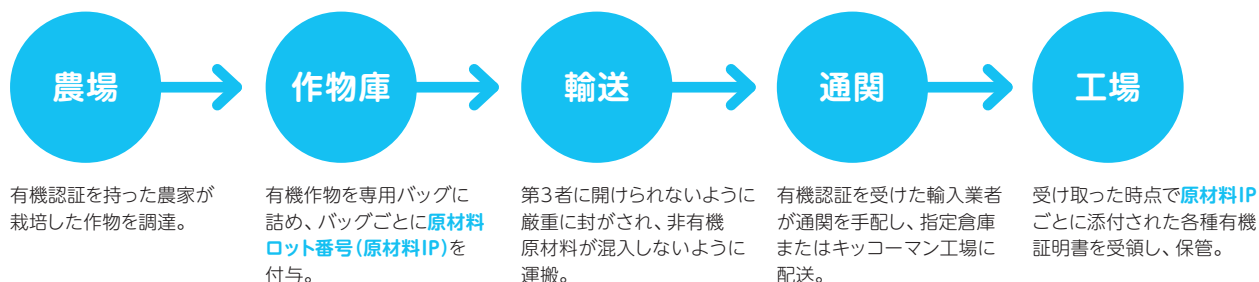 農場
作物庫
輸送
通関
工場
有機認証を持った農家が
栽培した作物を調達。
有機作物を専用バッグに
詰め、バッグごとに原材料
ロット番号(原材料IP)を
付与。
第3者に開けられないように
厳重に封がされ、非有機
原材料が混入しないように
運搬。
有機認証を受けた輸入業者
が通関を手配し、指定倉庫
またはキッコーマン工場に
配送。
受け取った時点で原材料IP
ごとに添付された各種有機
証明書を受領し、保管。